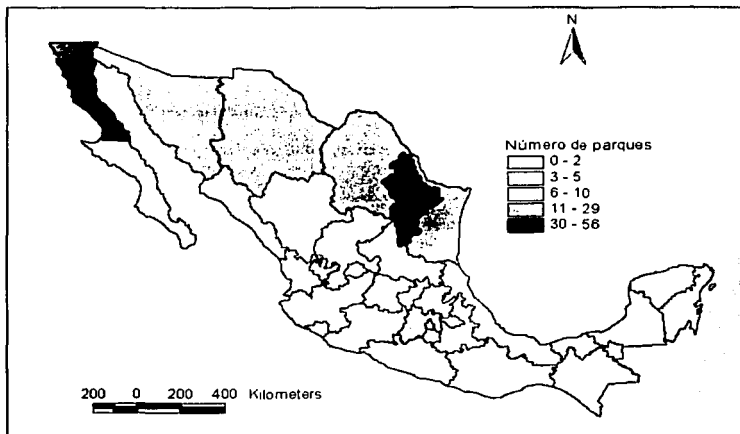 N
Número de parques
0 - 2
3 - 5
6 - 10
11 - 29
30 - 56
200 0 200 400 Kilometers